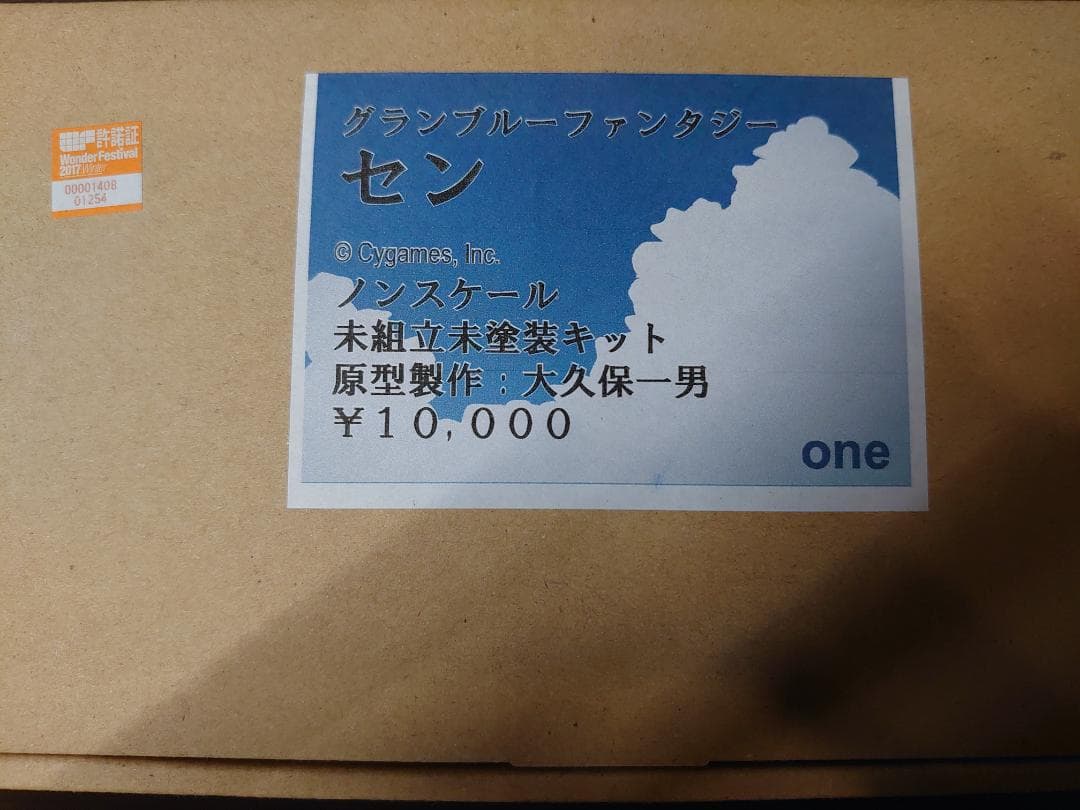 許諾証
Wonder Festival
2017 Winter
00001408
01254
グランブルーファンタジー
セン
© Cygames, Inc.
ノンスケール
未組立未塗装キット
原型製作：大久保一男
￥10,000
one